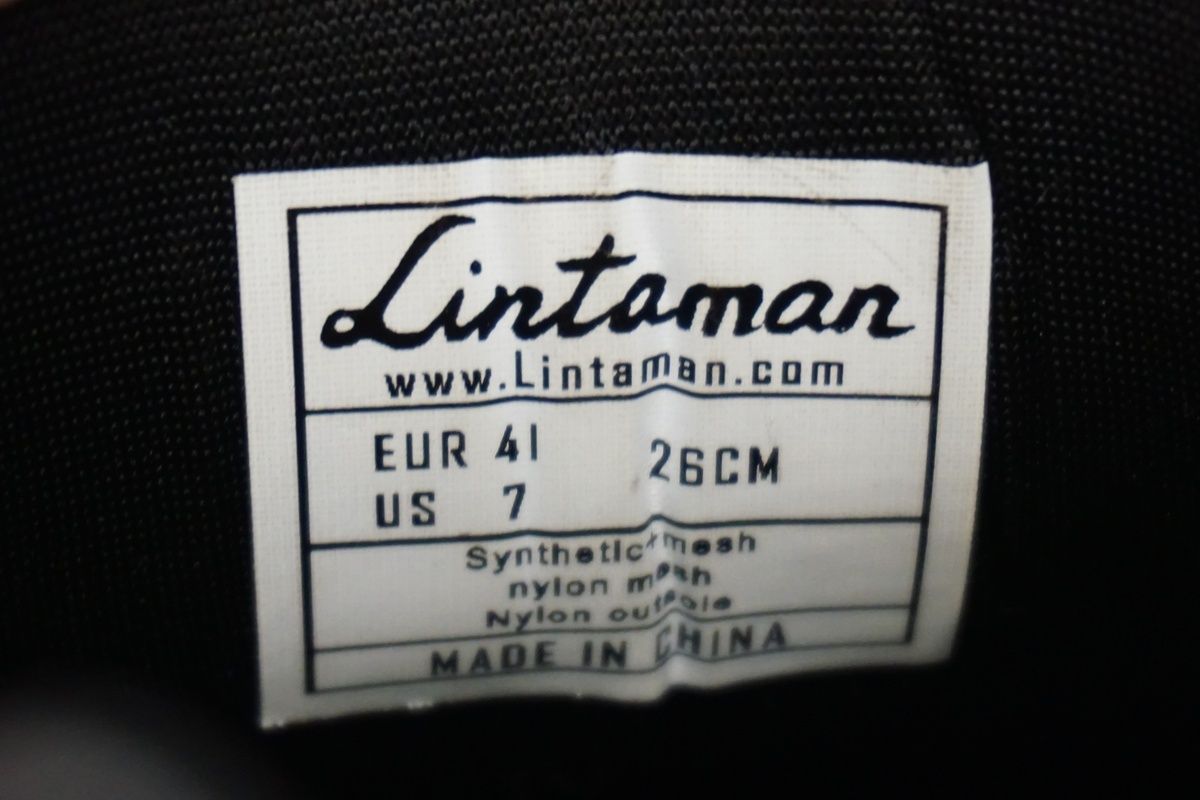 Lintaman
www.Lintaman.com
EUR 41 26CM
US 7
Synthetic+mesh
nylon mesh
Nylon outsole
MADE IN CHINA